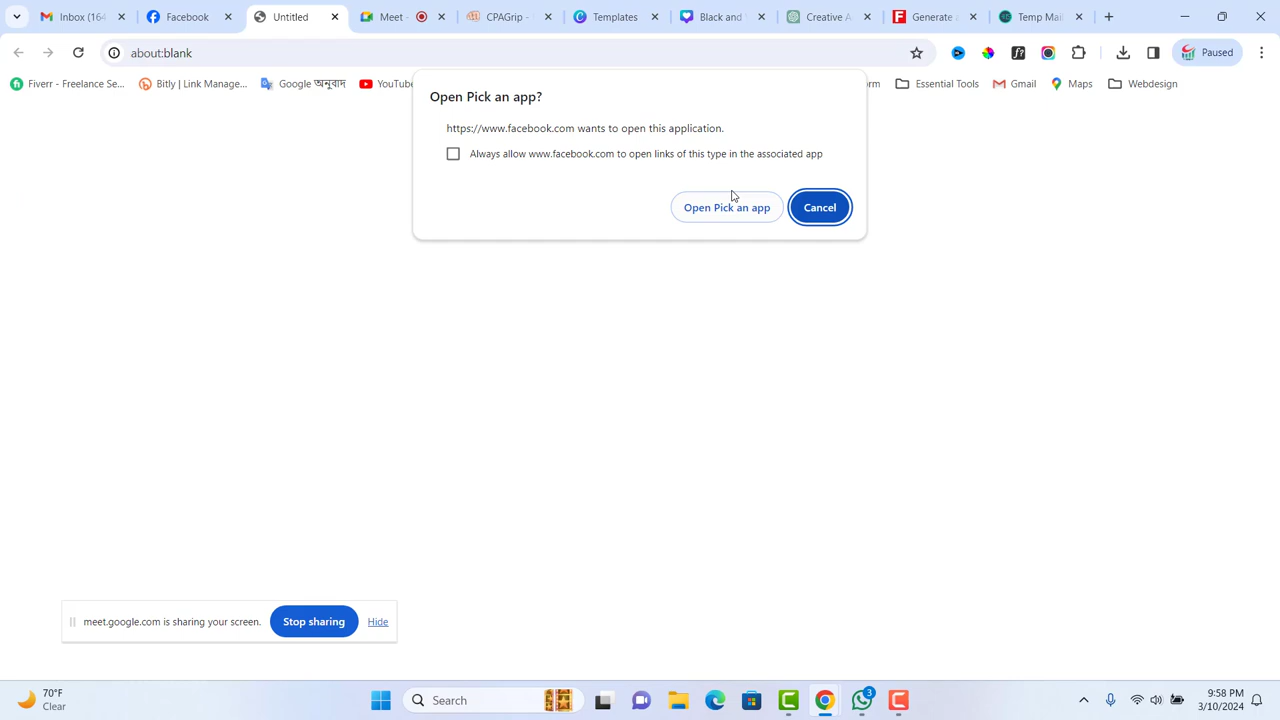 Inbox (164
Facebook
Untitled
Meet -
CPAGrip -
Templates
Black and
Creative A
Generate a
Temp Mai
about:blank
Paused
Fiverr - Freelance Se...
Bitly | Link Manage...
Google অনুবাদ
YouTube
rm
Essential Tools
Gmail
Maps
Webdesign
Open Pick an app?
https://www.facebook.com wants to open this application.
Always allow www.facebook.com to open links of this type in the associated app
Open Pick an app
Cancel
meet.google.com is sharing your screen.
Stop sharing
Hide
70°F
Clear
Search
3
9:58 PM
3/10/2024